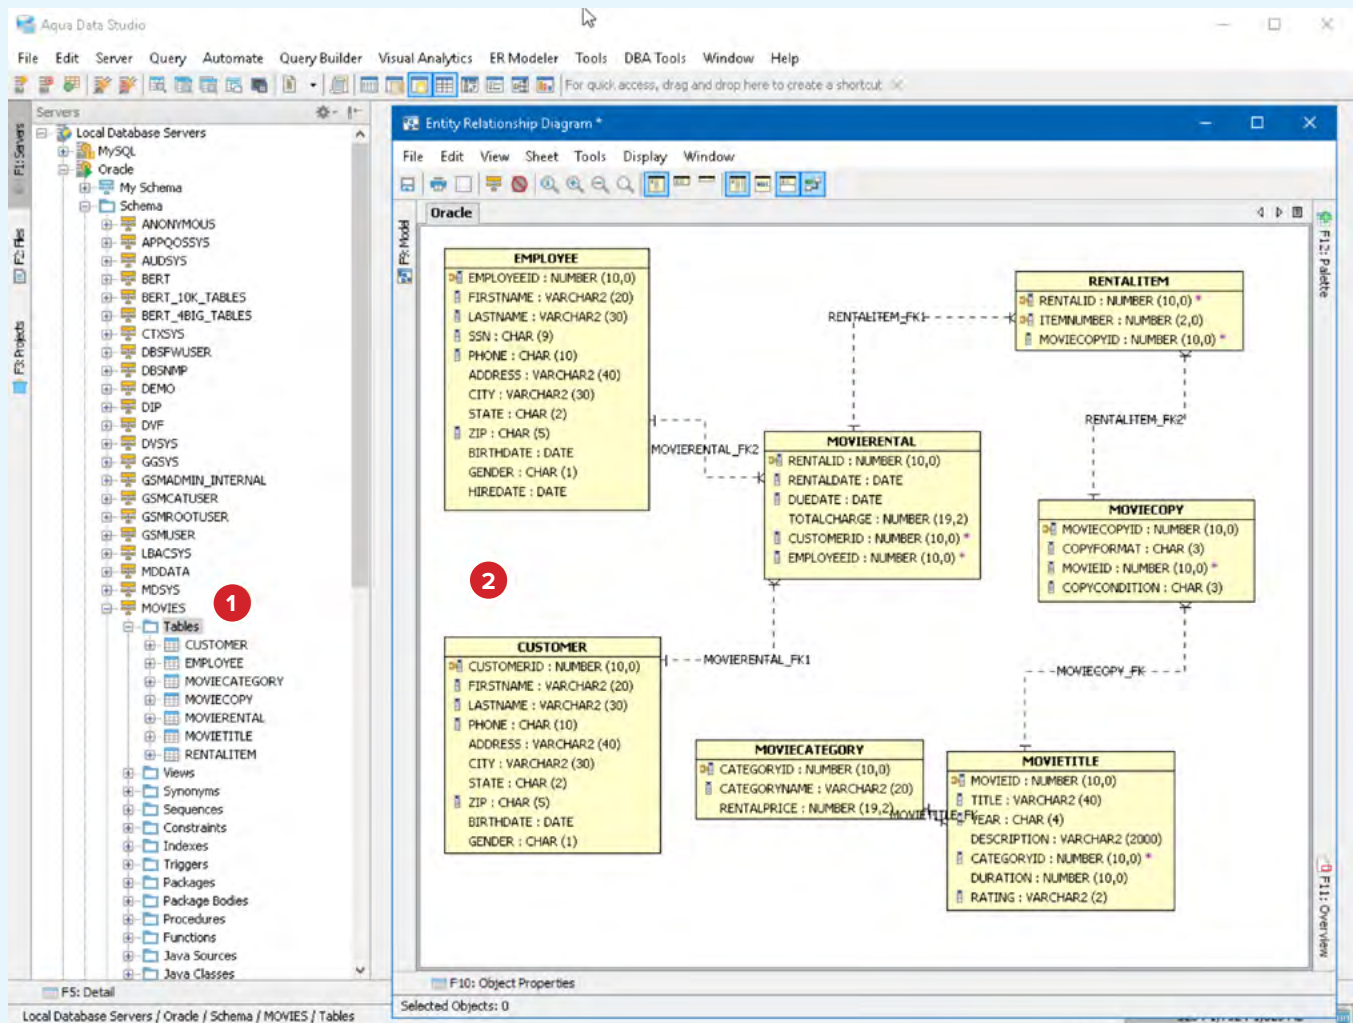 Aqua Data Studio
File Edit Server Query Automate Query Builder Visual Analytics ER Modeler Tools DBA Tools Window Help
For quick access, drag and drop here to create a shortcut
F1: Servers
F2: Files
F3: Projects
Servers
Local Database Servers
MySQL
Oracle
My Schema
Schema
ANONYMOUS
APPQOSSYS
AUDSYS
BERT
BERT_10K_TABLES
BERT_4BIG_TABLES
CTXSYS
DBSFWUSER
DBSNMP
DEMO
DIP
DVF
DVSYS
GGSYS
GSMADMIN_INTERNAL
GSMCATUSER
GSMROOTUSER
GSMUSER
LBACSYS
MDDATA
MDSYS
MOVIES
1
Tables
CUSTOMER
EMPLOYEE
MOVIECATEGORY
MOVIECOPY
MOVIERENTAL
MOVIETITLE
RENTALITEM
Views
Synonyms
Sequences
Constraints
Indexes
Triggers
Packages
Package Bodies
Procedures
Functions
Java Sources
Java Classes
F5: Detail
Local Database Servers / Oracle / Schema / MOVIES / Tables
Entity Relationship Diagram *
File Edit View Sheet Tools Display Window
F9: Model
Oracle
F12: Palette
F11: Overview
EMPLOYEE
EMPLOYEEID : NUMBER (10,0)
FIRSTNAME : VARCHAR2 (20)
LASTNAME : VARCHAR2 (30)
SSN : CHAR (9)
PHONE : CHAR (10)
ADDRESS : VARCHAR2 (40)
CITY : VARCHAR2 (30)
STATE : CHAR (2)
ZIP : CHAR (5)
BIRTHDATE : DATE
GENDER : CHAR (1)
HIREDATE : DATE
RENTALITEM_FK1
RENTALITEM
RENTALID : NUMBER (10,0) *
ITEMNUMBER : NUMBER (2,0)
MOVIECOPYID : NUMBER (10,0) *
RENTALITEM_FK2
MOVIERENTAL_FK2
MOVIERENTAL
RENTALID : NUMBER (10,0)
RENTALDATE : DATE
DUEDATE : DATE
TOTALCHARGE : NUMBER (19,2)
CUSTOMERID : NUMBER (10,0) *
EMPLOYEEID : NUMBER (10,0) *
MOVIECOPY
MOVIECOPYID : NUMBER (10,0)
COPYFORMAT : CHAR (3)
MOVIEID : NUMBER (10,0) *
COPYCONDITION : CHAR (3)
2
CUSTOMER
CUSTOMERID : NUMBER (10,0)
FIRSTNAME : VARCHAR2 (20)
LASTNAME : VARCHAR2 (30)
PHONE : CHAR (10)
ADDRESS : VARCHAR2 (40)
CITY : VARCHAR2 (30)
STATE : CHAR (2)
ZIP : CHAR (5)
BIRTHDATE : DATE
GENDER : CHAR (1)
MOVIERENTAL_FK1
MOVIECOPY_FK
MOVIECATEGORY
CATEGORYID : NUMBER (10,0)
CATEGORYNAME : VARCHAR2 (20)
RENTALPRICE : NUMBER (19,2)
MOVIETITLE_FK
MOVIETITLE
MOVIEID : NUMBER (10,0)
TITLE : VARCHAR2 (40)
YEAR : CHAR (4)
DESCRIPTION : VARCHAR2 (2000)
CATEGORYID : NUMBER (10,0) *
DURATION : NUMBER (10,0)
RATING : VARCHAR2 (2)
F10: Object Properties
Selected Objects: 0